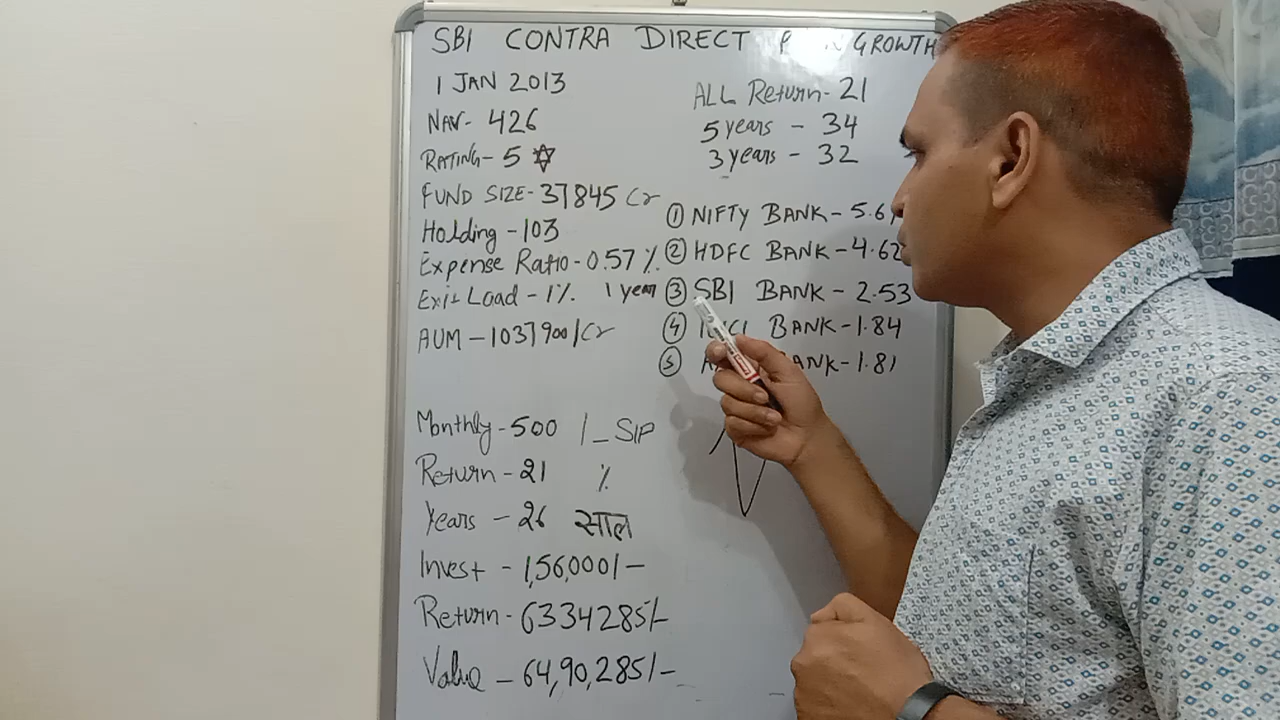 SBI CONTRA DIRECT GROWTH
1 JAN 2013
NAV- 426
RATING- 5 ✡
FUND SIZE- 37845 Cr
Holding - 103
Expense Ratio - 0.57 %
Exit Load - 1% 1 year
AUM - 1037900/Cr
ALL Return- 21
5 years - 34
3 years - 32
① NIFTY BANK - 5.6
② HDFC BANK - 4.62
③ SBI BANK - 2.53
④ BANK - 1.84
⑤ BANK - 1.81
Monthly - 500 /- SIP
Return - 21 %
Years - 26 साल
Invest - 1,56,000/-
Return - 6334285/-
Value - 64,90,285/-